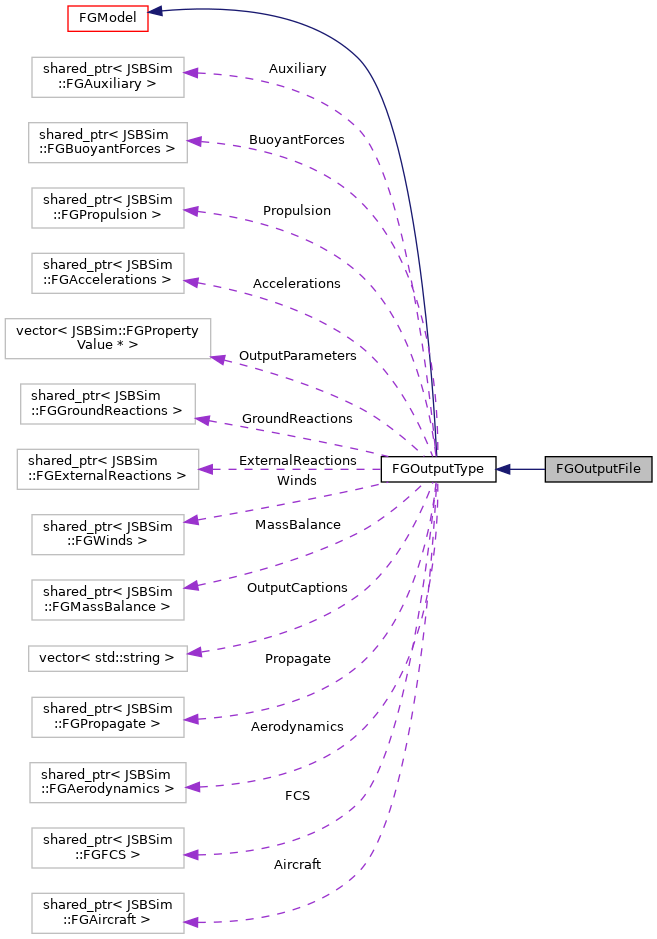 FGModel
shared_ptr< JSBSim
::FGAuxiliary >
Auxiliary
shared_ptr< JSBSim
::FGBuoyantForces >
BuoyantForces
shared_ptr< JSBSim
::FGPropulsion >
Propulsion
shared_ptr< JSBSim
::FGAccelerations >
Accelerations
vector< JSBSim::FGProperty
Value * >
OutputParameters
shared_ptr< JSBSim
::FGGroundReactions >
GroundReactions
shared_ptr< JSBSim
::FGExternalReactions >
ExternalReactions
FGOutputType
FGOutputFile
Winds
shared_ptr< JSBSim
::FGWinds >
MassBalance
shared_ptr< JSBSim
::FGMassBalance >
OutputCaptions
vector< std::string >
Propagate
shared_ptr< JSBSim
::FGPropagate >
Aerodynamics
shared_ptr< JSBSim
::FGAerodynamics >
FCS
shared_ptr< JSBSim
::FGFCS >
Aircraft
shared_ptr< JSBSim
::FGAircraft >